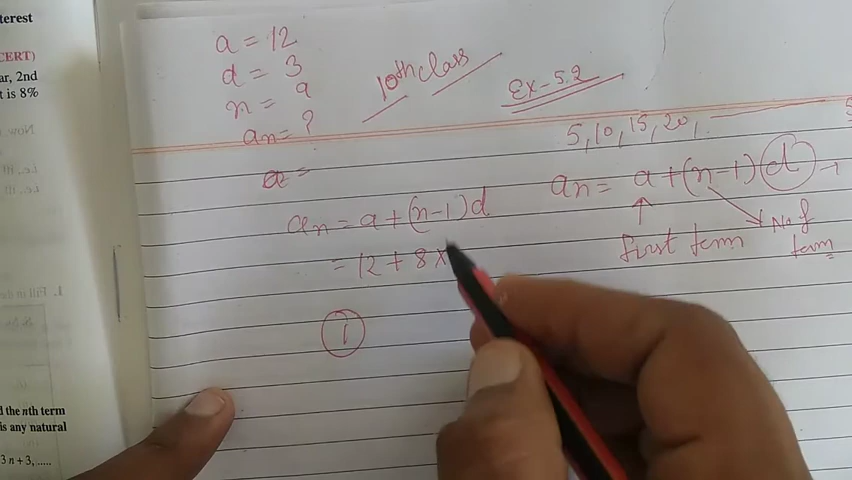 terest
CERT)
ar, 2nd
t is 8%
a = 12
d = 3
n = 9
an = ?
a =
10th class
Ex-5.2
5, 10, 15, 20,
an = a + (n-1)d
= 12 + 8×
1
an = a + (n-1) d
first term
No. of
term
d the nth term
is any natural
3n + 3, .....